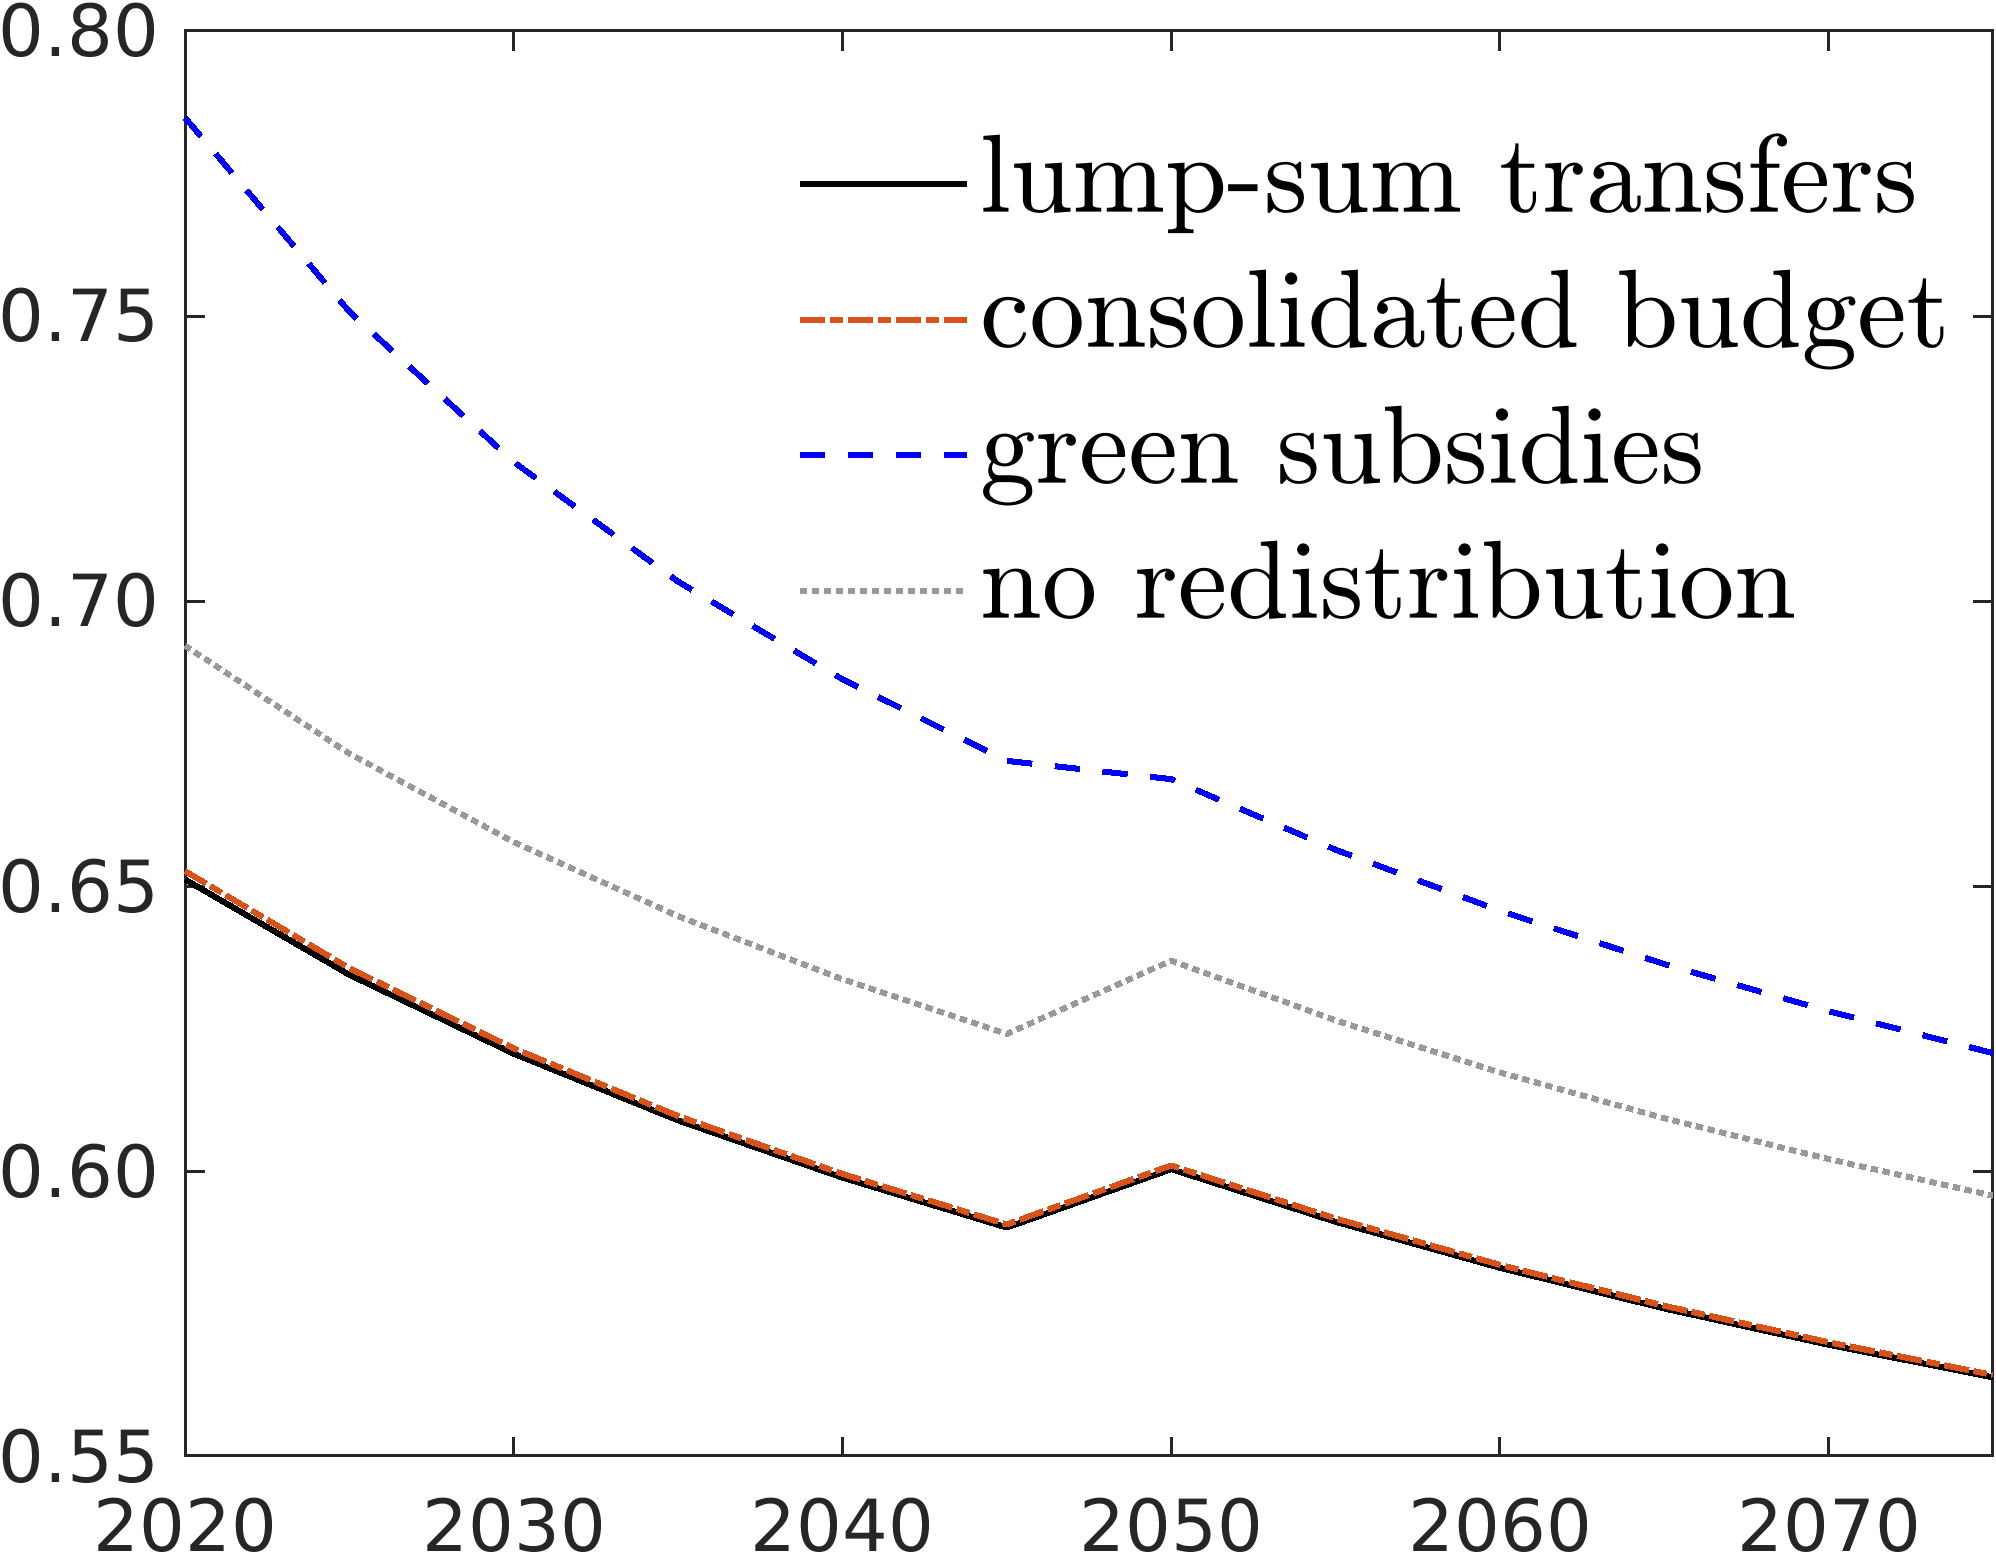 0.80
lump-sum transfers
0.75
consolidated budget
green subsidies
0.70
no redistribution
0.65
0.60
0.55
2020 2030 2040 2050 2060 2070